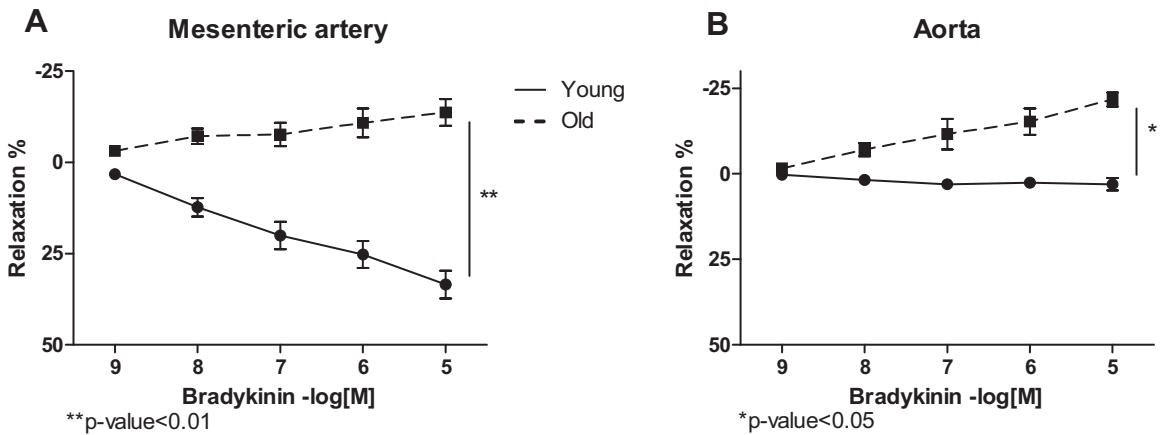 A
Mesenteric artery
-25
0
25
50
Relaxation %
9 8 7 6 5
Bradykinin -log[M]
**
**p-value<0.01
Young
Old
B
Aorta
-25
0
25
50
Relaxation %
9 8 7 6 5
Bradykinin -log[M]
*
*p-value<0.05